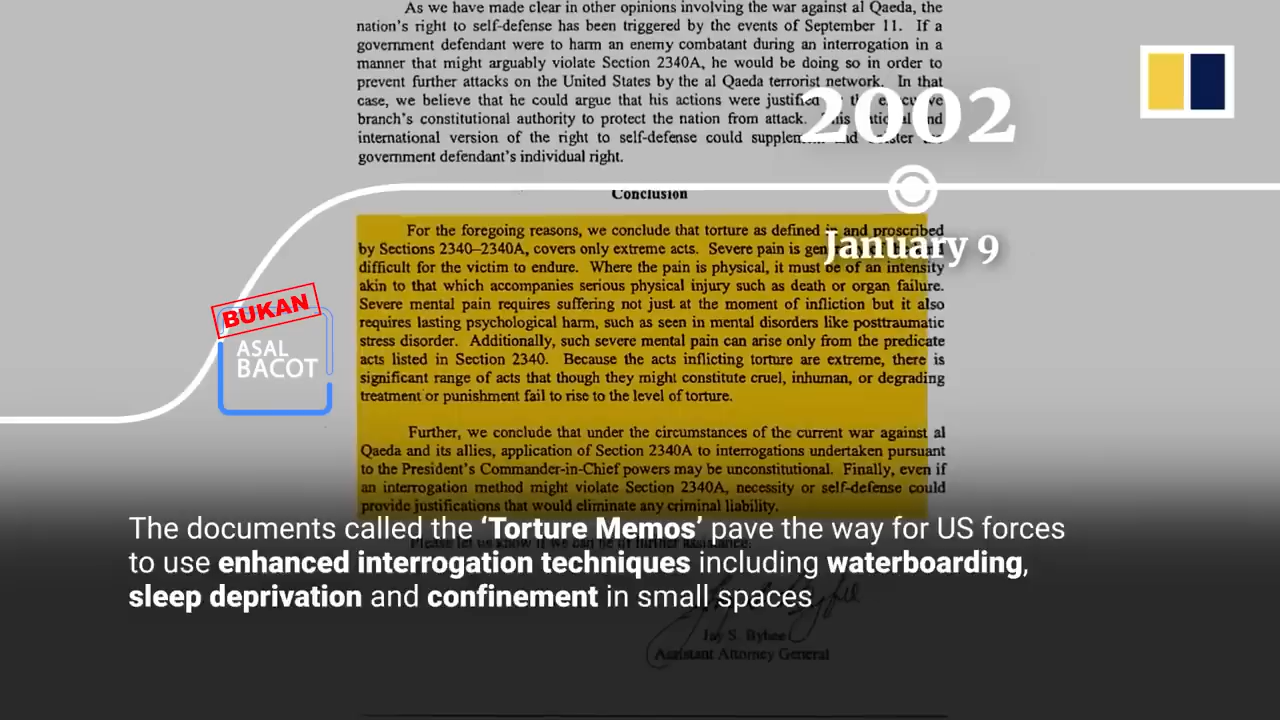 As we have made clear in other opinions involving the war against al Qaeda, the
nation's right to self-defense has been triggered by the events of September 11. If a
government defendant were to harm an enemy combatant during an interrogation in a
manner that might arguably violate Section 2340A, he would be doing so in order to
prevent further attacks on the United States by the al Qaeda terrorist network. In that
case, we believe that he could argue that his actions were justified
branch's constitutional authority to protect the nation from attack.
international version of the right to self-defense could
government defendant's individual right.
2002
January 9
Conclusion
For the foregoing reasons, we conclude that torture as defined in and proscribed
by Sections 2340–2340A, covers only extreme acts. Severe pain is
difficult for the victim to endure. Where the pain is physical, it must be of an intensity
akin to that which accompanies serious physical injury such as death or organ failure.
Severe mental pain requires suffering not just at the moment of infliction but it also
requires lasting psychological harm, such as seen in mental disorders like posttraumatic
stress disorder. Additionally, such severe mental pain can arise only from the predicate
acts listed in Section 2340. Because the acts inflicting torture are extreme, there is
significant range of acts that though they might constitute cruel, inhuman, or degrading
treatment or punishment fail to rise to the level of torture.
Further, we conclude that under the circumstances of the current war against al
Qaeda and its allies, application of Section 2340A to interrogations undertaken pursuant
to the President's Commander-in-Chief powers may be unconstitutional. Finally, even if
an interrogation method might violate Section 2340A, necessity or self-defense could
provide justifications that would eliminate any criminal liability.
Please let us know if we can be of further assistance.
BUKAN
ASAL
BACOT
The documents called the ‘Torture Memos’ pave the way for US forces
to use enhanced interrogation techniques including waterboarding,
sleep deprivation and confinement in small spaces
Jay S. Bybee
Assistant Attorney General